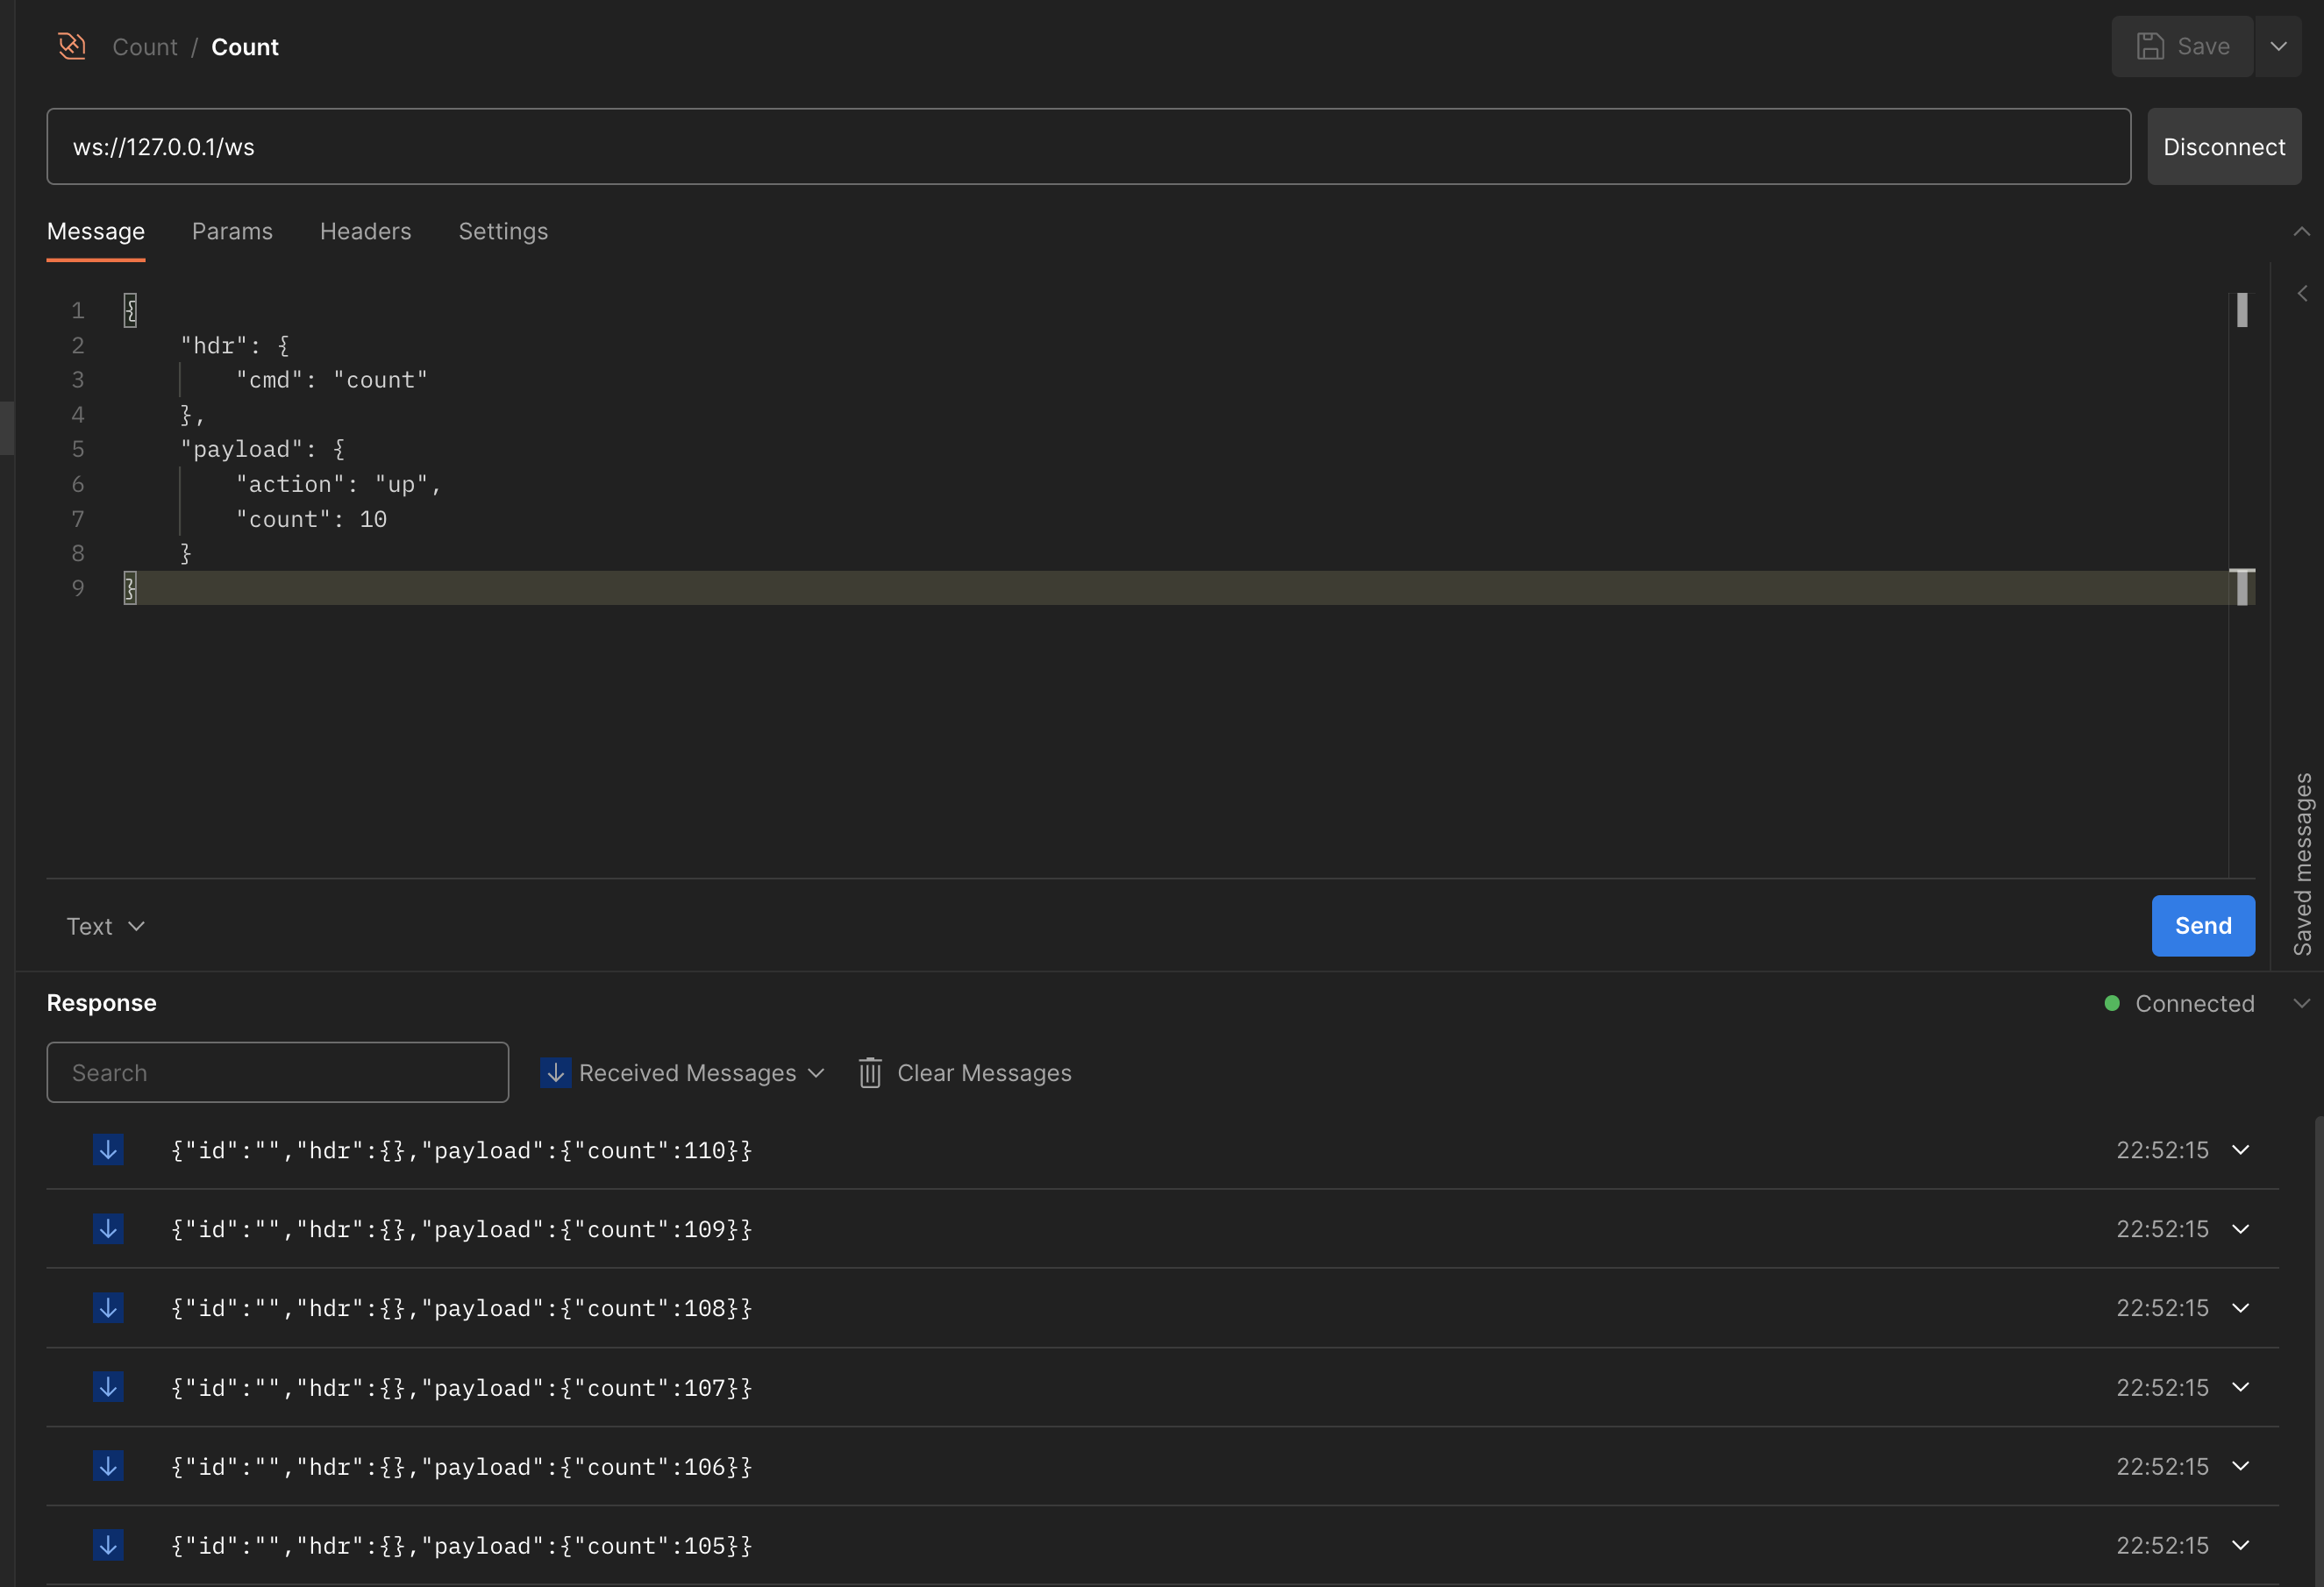 Count / Count
Save
ws://127.0.0.1/ws
Disconnect
Message Params Headers Settings
1 {
2 "hdr": {
3 "cmd": "count"
4 },
5 "payload": {
6 "action": "up",
7 "count": 10
8 }
9 }
Saved messages
Text
Send
Response
Connected
Search
Received Messages
Clear Messages
{"id":"","hdr":{},"payload":{"count":110}} 22:52:15
{"id":"","hdr":{},"payload":{"count":109}} 22:52:15
{"id":"","hdr":{},"payload":{"count":108}} 22:52:15
{"id":"","hdr":{},"payload":{"count":107}} 22:52:15
{"id":"","hdr":{},"payload":{"count":106}} 22:52:15
{"id":"","hdr":{},"payload":{"count":105}} 22:52:15